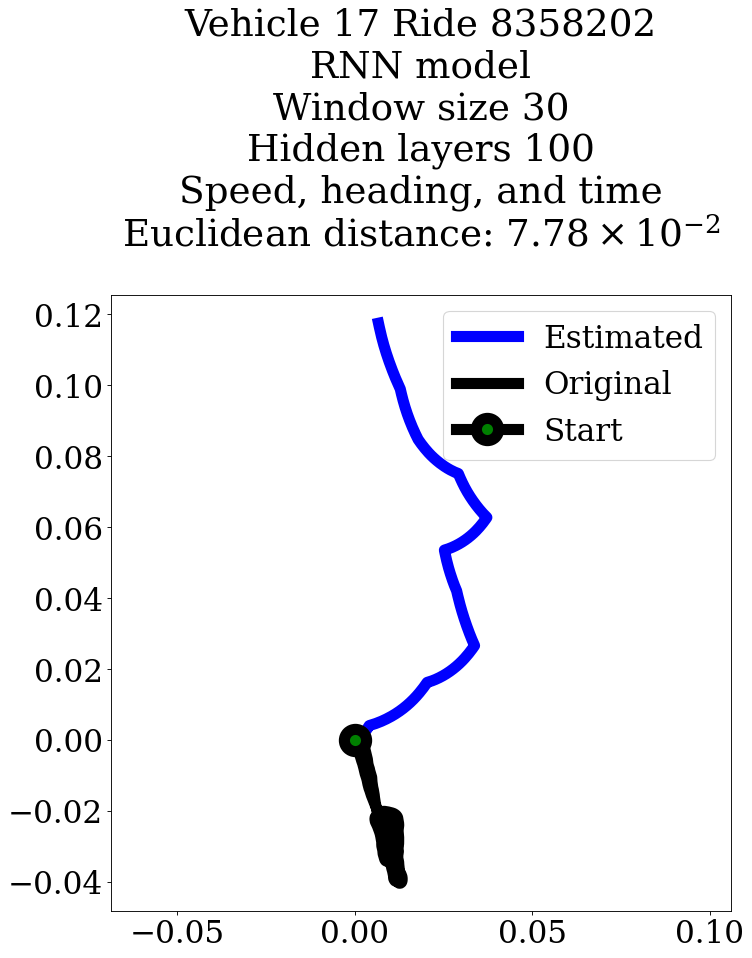 Vehicle 17 Ride 8358202
RNN model
Window size 30
Hidden layers 100
Speed, heading, and time
Euclidean distance: 7.78 × 10⁻²
0.12
0.10
0.08
0.06
0.04
0.02
0.00
−0.02
−0.04
Estimated
Original
Start
−0.05 0.00 0.05 0.10